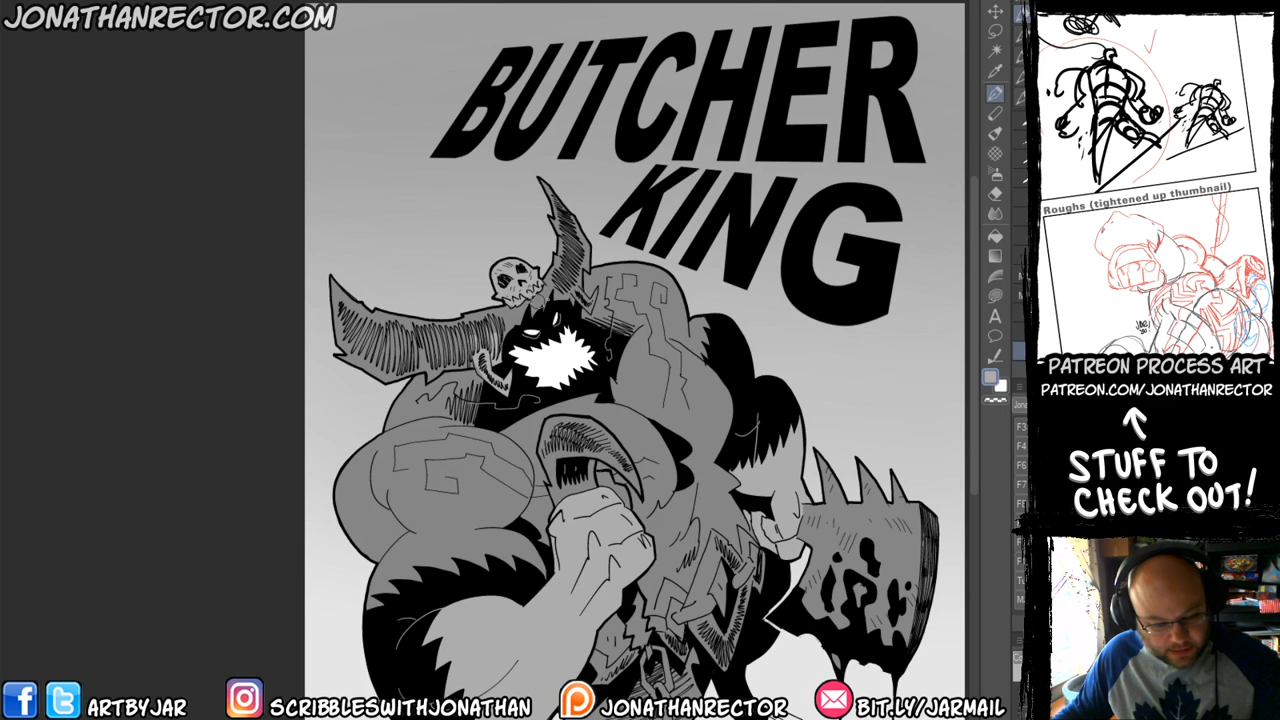 JONATHANRECTOR.COM
BUTCHER
KING
Roughs (tightened up thumbnail)
PATREON PROCESS ART
PATREON.COM/JONATHANRECTOR
STUFF TO
CHECK OUT!
ARTBYJAR
SCRIBBLESWITHJONATHAN
JONATHANRECTOR
BIT.LY/JARMAIL